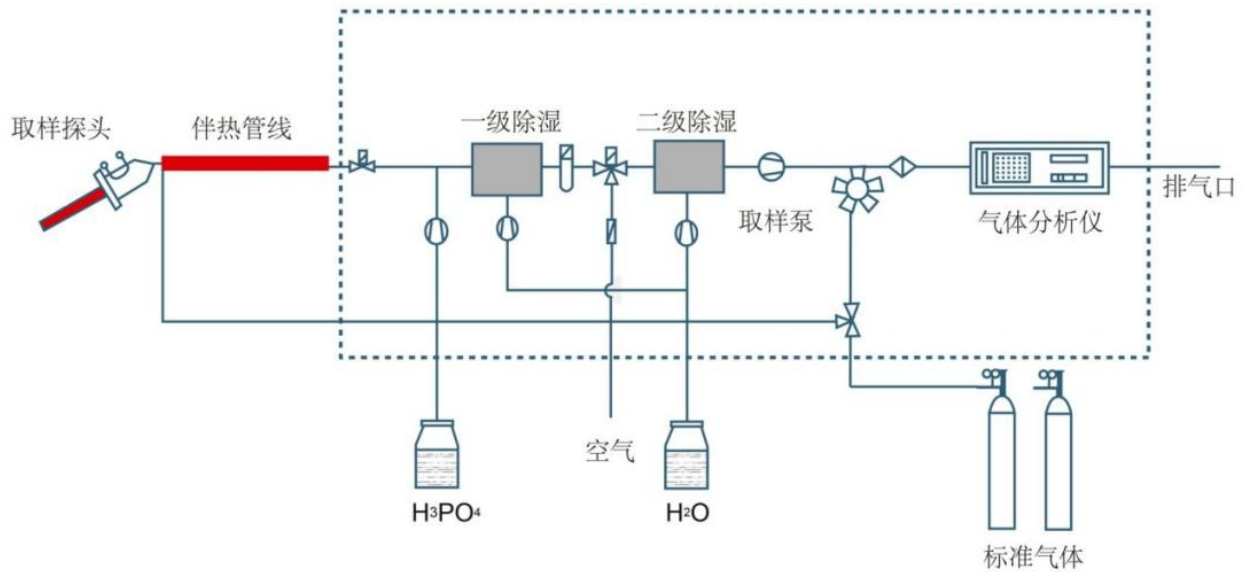 一级除湿
二级除湿
取样探头
伴热管线
取样泵
气体分析仪
排气口
空气
H3PO4
H2O
标准气体